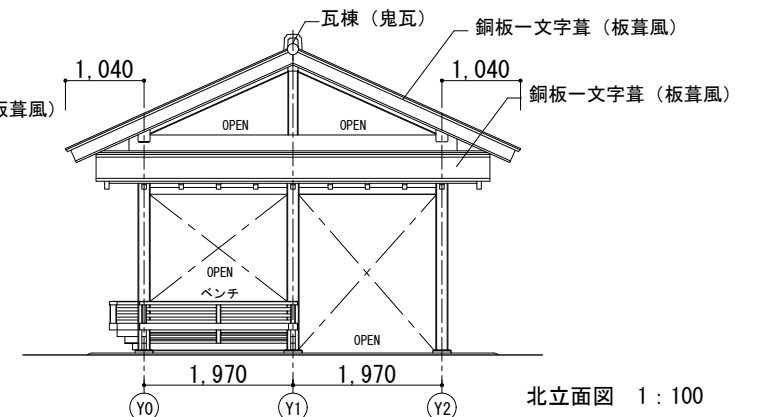 瓦棟（鬼瓦）
銅板一文字葺（板葺風）
1,040
1,040
板葺風）
銅板一文字葺（板葺風）
OPEN
OPEN
OPEN
ベンチ
OPEN
1,970
1,970
Y0
Y1
Y2
北立面図 1：100